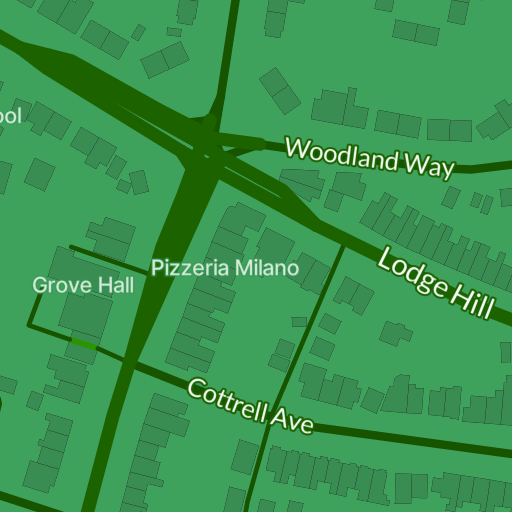 ool
Woodland Way
Pizzeria Milano
Grove Hall
Lodge Hill
Cottrell Ave